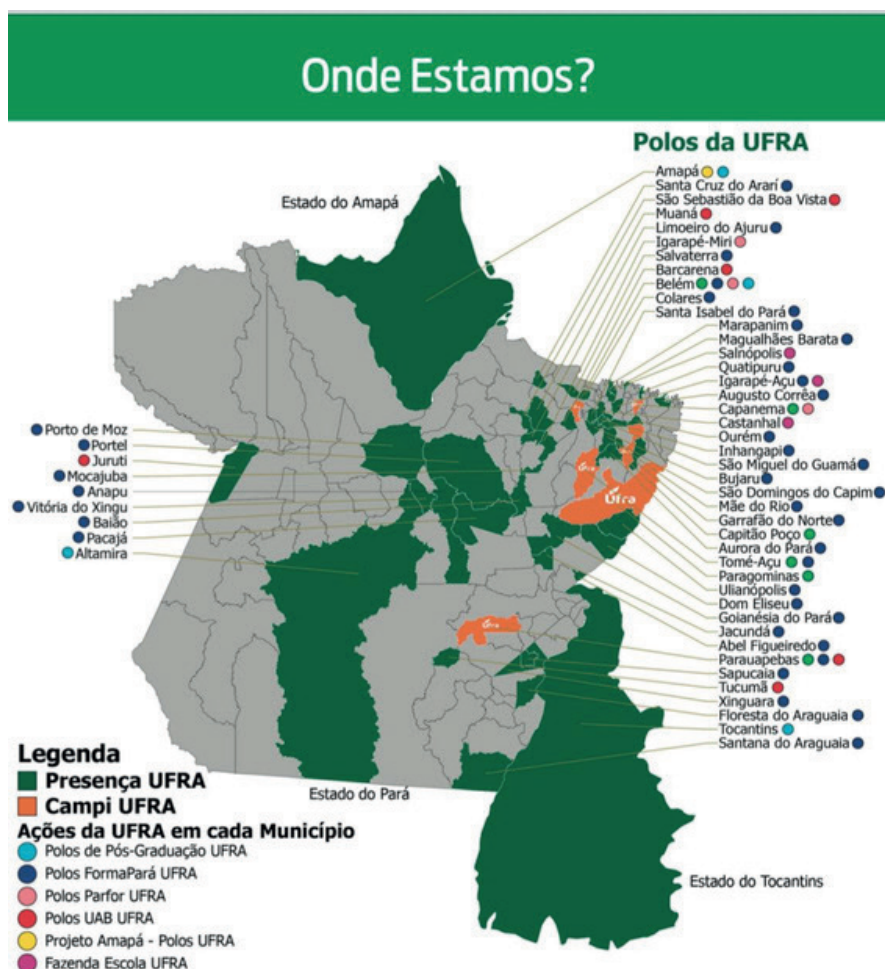 Onde Estamos?
Polos da UFRA
Estado do Amapá
Amapá
Santa Cruz do Ararí
São Sebastião da Boa Vista
Muaná
Limoeiro do Ajuru
Igarapé-Miri
Salvaterra
Barcarena
Belém
Colares
Santa Isabel do Pará
Marapanim
Magualhães Barata
Salnópolis
Quatipuru
Igarapé-Açu
Augusto Corrêa
Capanema
Castanhal
Ourém
Inhangapi
São Miguel do Guamá
Bujaru
São Domingos do Capim
Mãe do Rio
Garrafão do Norte
Capitão Poço
Aurora do Pará
Tomé-Açu
Paragominas
Ulianópolis
Dom Eliseu
Goianésia do Pará
Jacundá
Abel Figueiredo
Parauapebas
Sapucaia
Tucumã
Xinguara
Floresta do Araguaia
Tocantins
Santana do Araguaia
Porto de Moz
Portel
Juruti
Mocajuba
Anapu
Vitória do Xingu
Baião
Pacajá
Altamira
Ufra
Legenda
Presença UFRA
Campi UFRA
Ações da UFRA em cada Município
Polos de Pós-Graduação UFRA
Polos FormaPará UFRA
Polos Parfor UFRA
Polos UAB UFRA
Projeto Amapá - Polos UFRA
Fazenda Escola UFRA
Estado do Pará
Estado do Tocantins